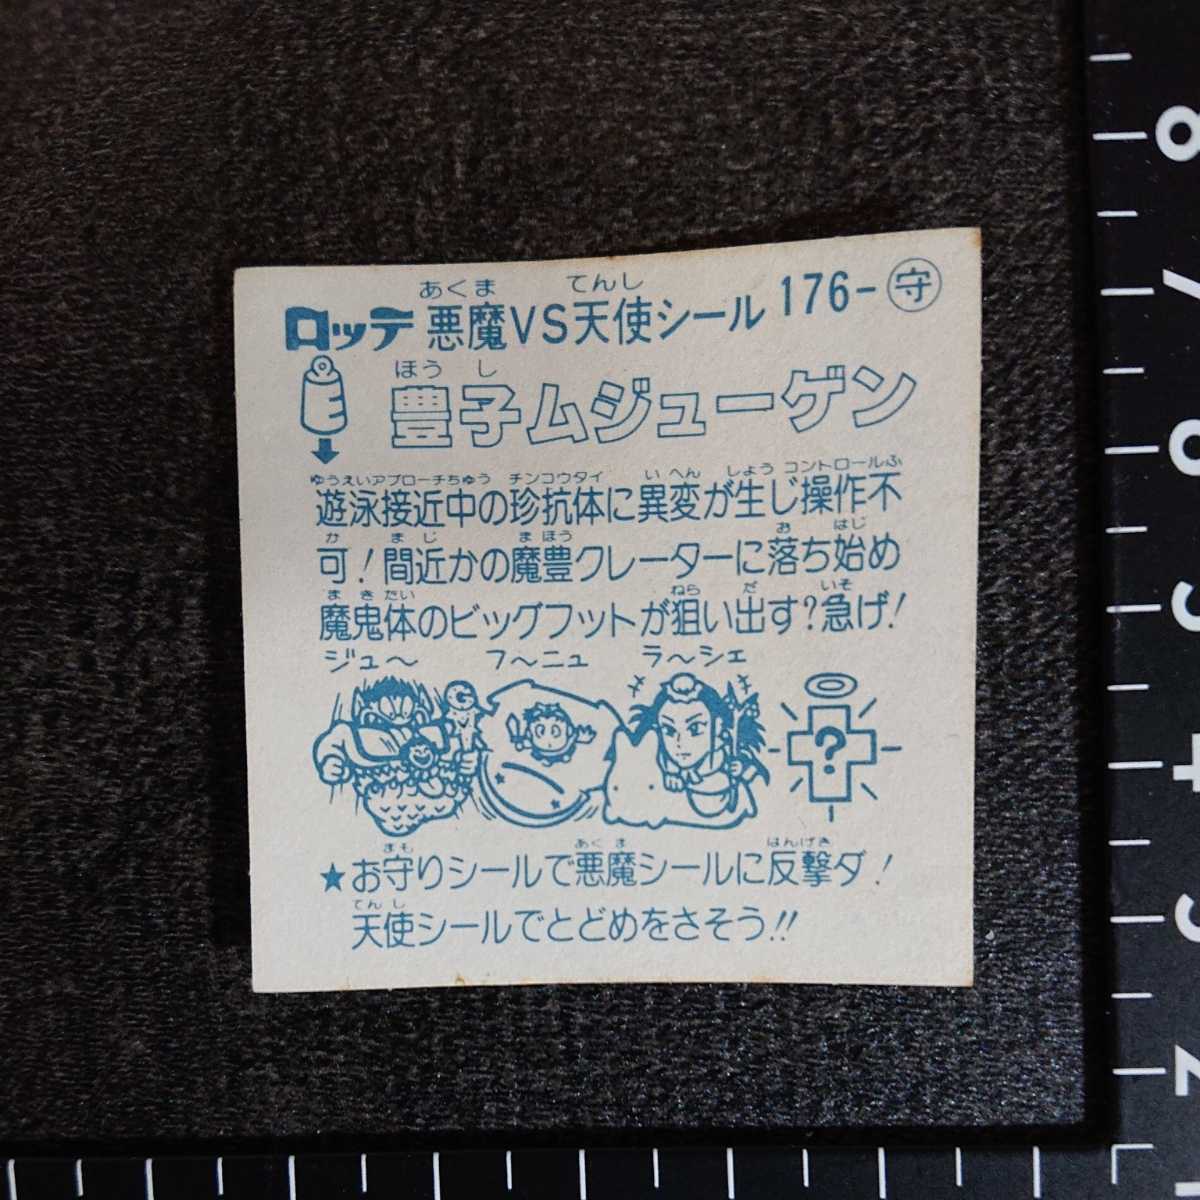 あくま てんし
ロッテ 悪魔VS天使シール 176-守
ほうし
豊子ムジューゲン
ゆうえいアプローチちゅう チンコウタイ いへん しょう コントロールふ
遊泳接近中の珍抗体に異変が生じ操作不
か まじ まほう お はじ
可!間近かの魔豊クレーターに落ち始め
まきたい ねら だ いそ
魔鬼体のビッグフットが狙い出す?急げ!
ジュ〜 フ〜ニュ ラ〜シェ
G
?
まも あくま はんげき
★お守りシールで悪魔シールに反撃ダ!
てんし
天使シールでとどめをさそう!!
8
7
6
5
4
3
2
1